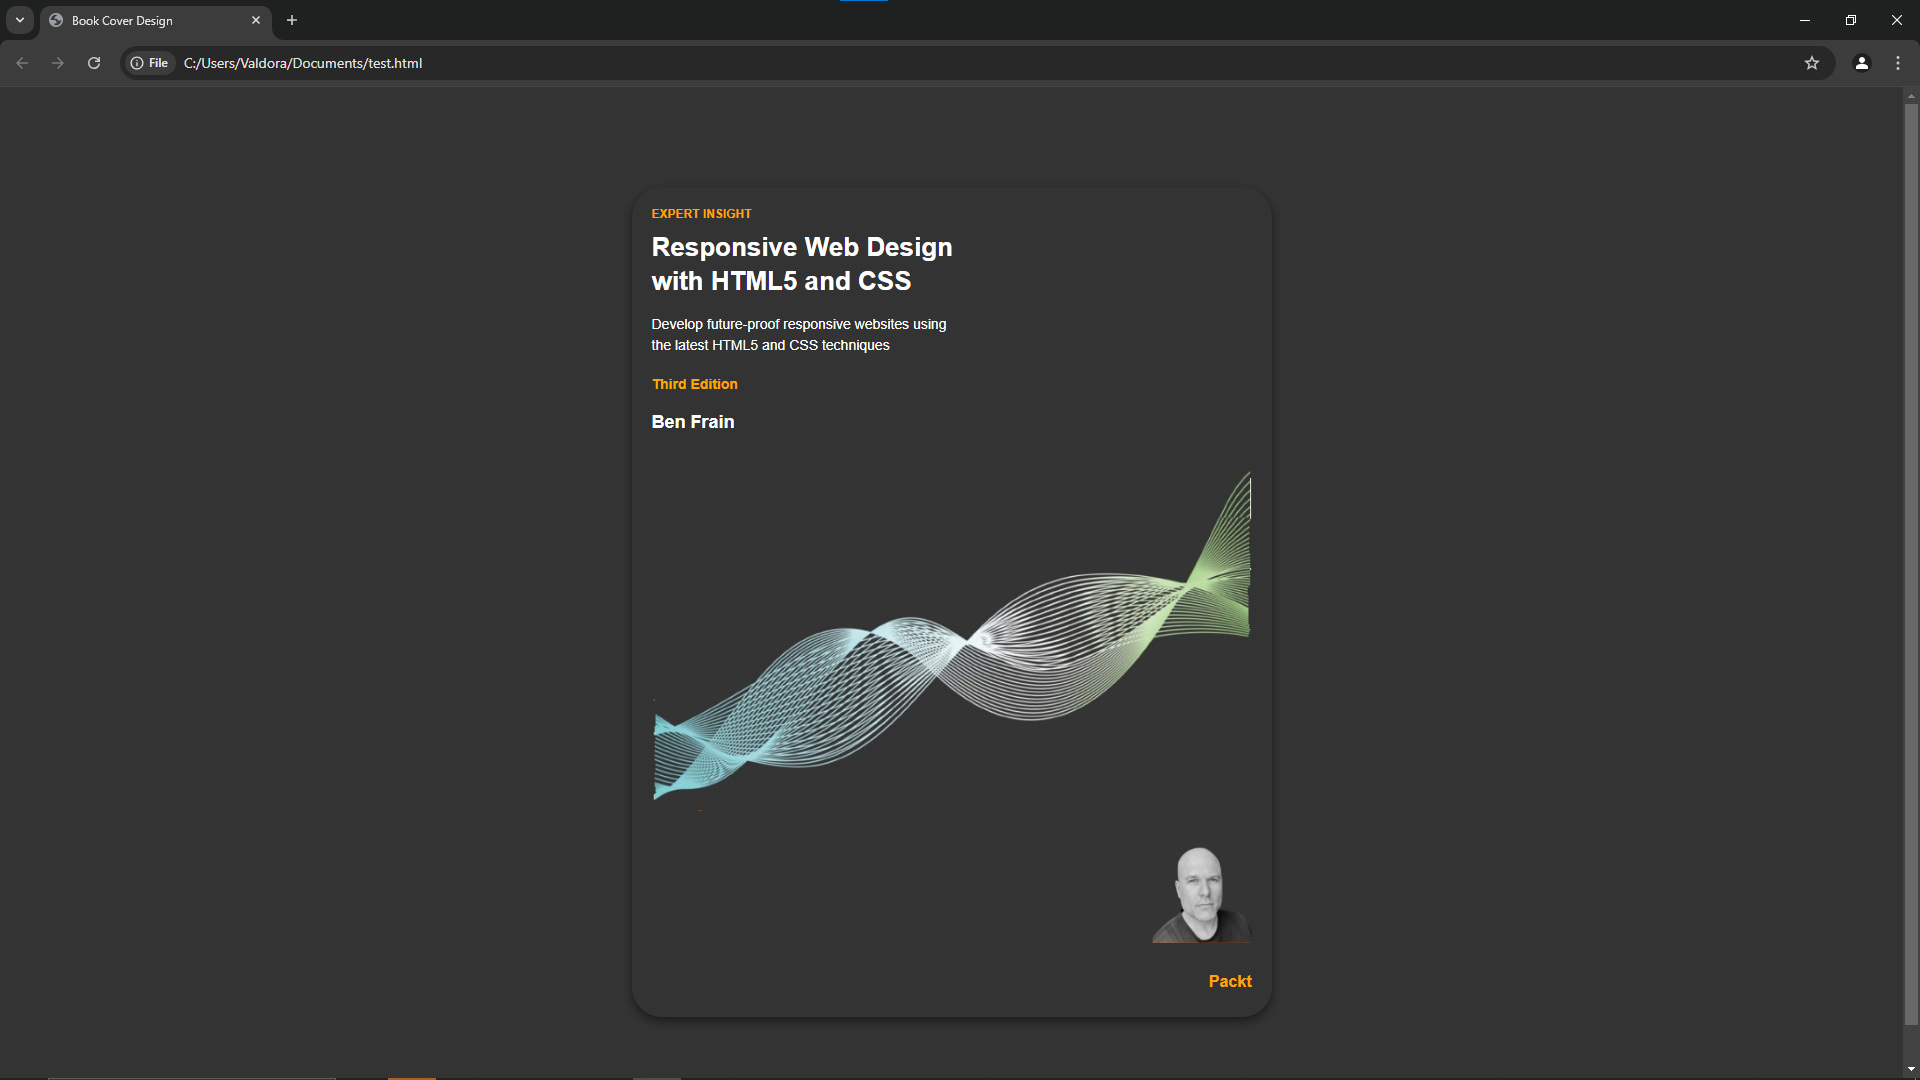 Book Cover Design
File
C:/Users/Valdora/Documents/test.html
EXPERT INSIGHT
Responsive Web Design
with HTML5 and CSS
Develop future-proof responsive websites using
the latest HTML5 and CSS techniques
Third Edition
Ben Frain
Packt